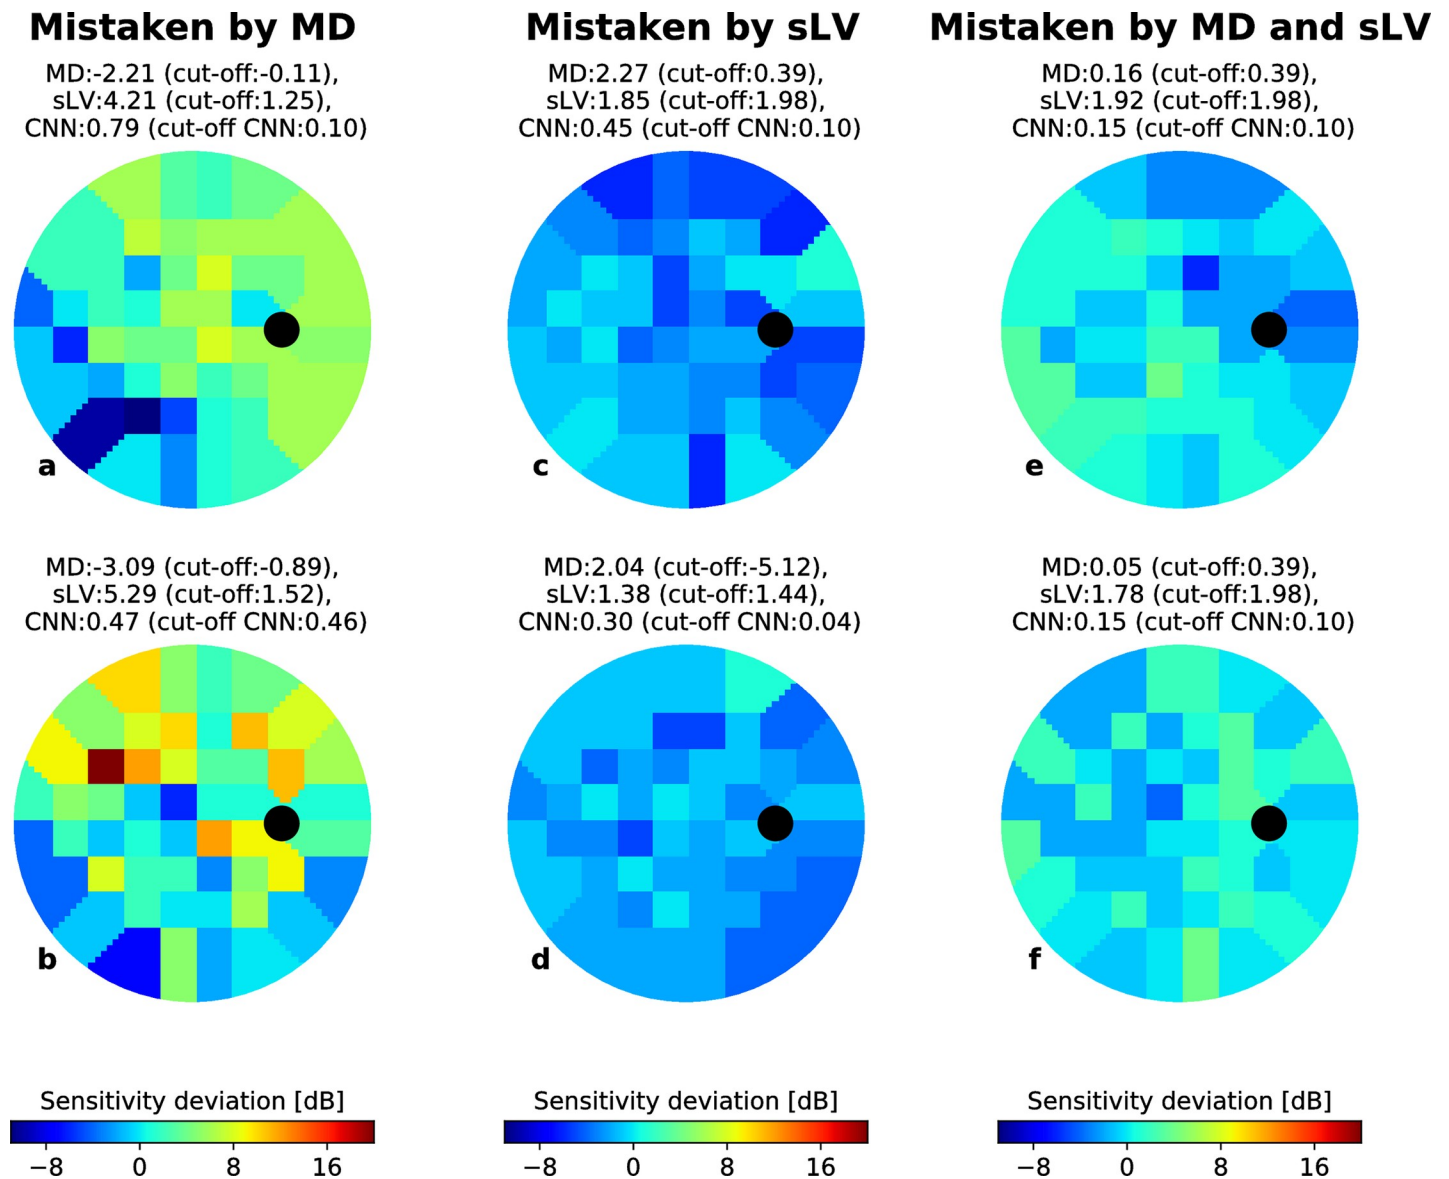 Mistaken by MD
Mistaken by sLV
Mistaken by MD and sLV
MD:-2.21 (cut-off:-0.11),
sLV:4.21 (cut-off:1.25),
CNN:0.79 (cut-off CNN:0.10)
MD:2.27 (cut-off:0.39),
sLV:1.85 (cut-off:1.98),
CNN:0.45 (cut-off CNN:0.10)
MD:0.16 (cut-off:0.39),
sLV:1.92 (cut-off:1.98),
CNN:0.15 (cut-off CNN:0.10)
a
c
e
MD:-3.09 (cut-off:-0.89),
sLV:5.29 (cut-off:1.52),
CNN:0.47 (cut-off CNN:0.46)
MD:2.04 (cut-off:-5.12),
sLV:1.38 (cut-off:1.44),
CNN:0.30 (cut-off CNN:0.04)
MD:0.05 (cut-off:0.39),
sLV:1.78 (cut-off:1.98),
CNN:0.15 (cut-off CNN:0.10)
b
d
f
Sensitivity deviation [dB]
−8 0 8 16
Sensitivity deviation [dB]
−8 0 8 16
Sensitivity deviation [dB]
−8 0 8 16